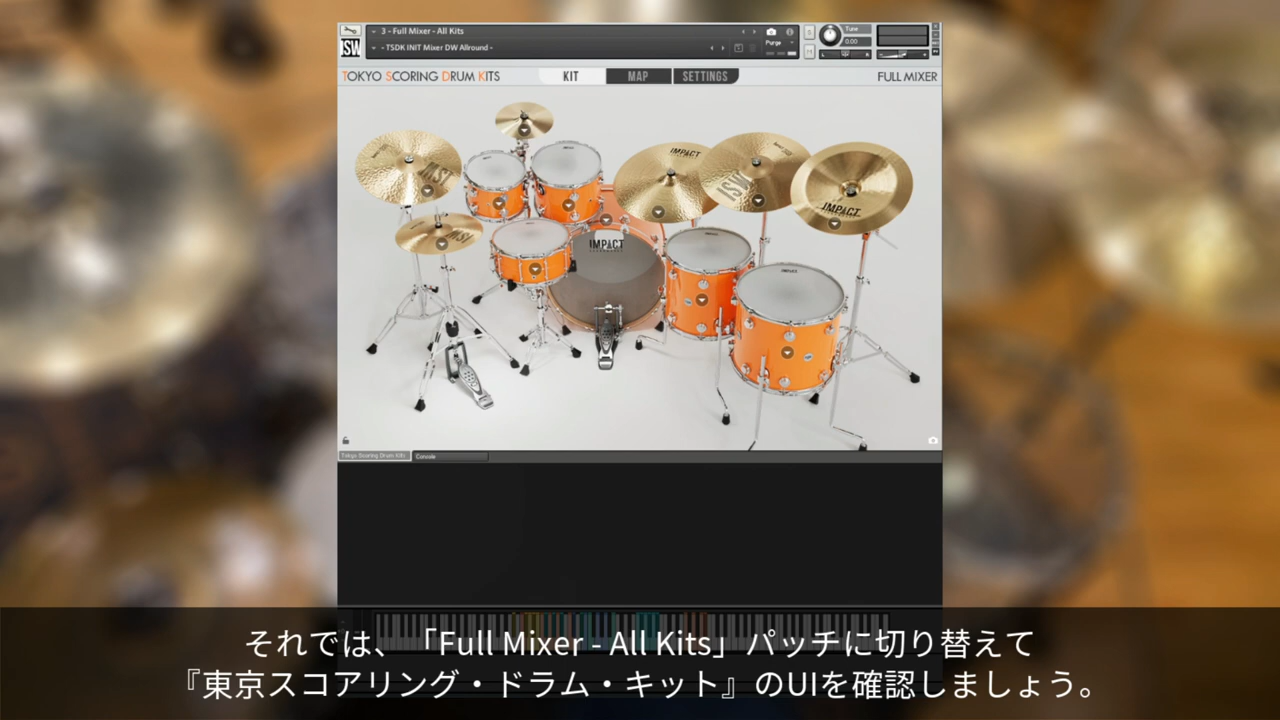 3 - Full Mixer - All Kits
- TSDK INIT Mixer DW Allround -
Purge
Tune
0.00
ISW
TOKYO SCORING DRUM KITS
KIT
MAP
SETTINGS
FULL MIXER
IMPACT
ISW
IMPACT
IMPACT
Tokyo Scoring Drum Kits
Console
それでは、「Full Mixer - All Kits」パッチに切り替えて
『東京スコアリング・ドラム・キット』のUIを確認しましょう。